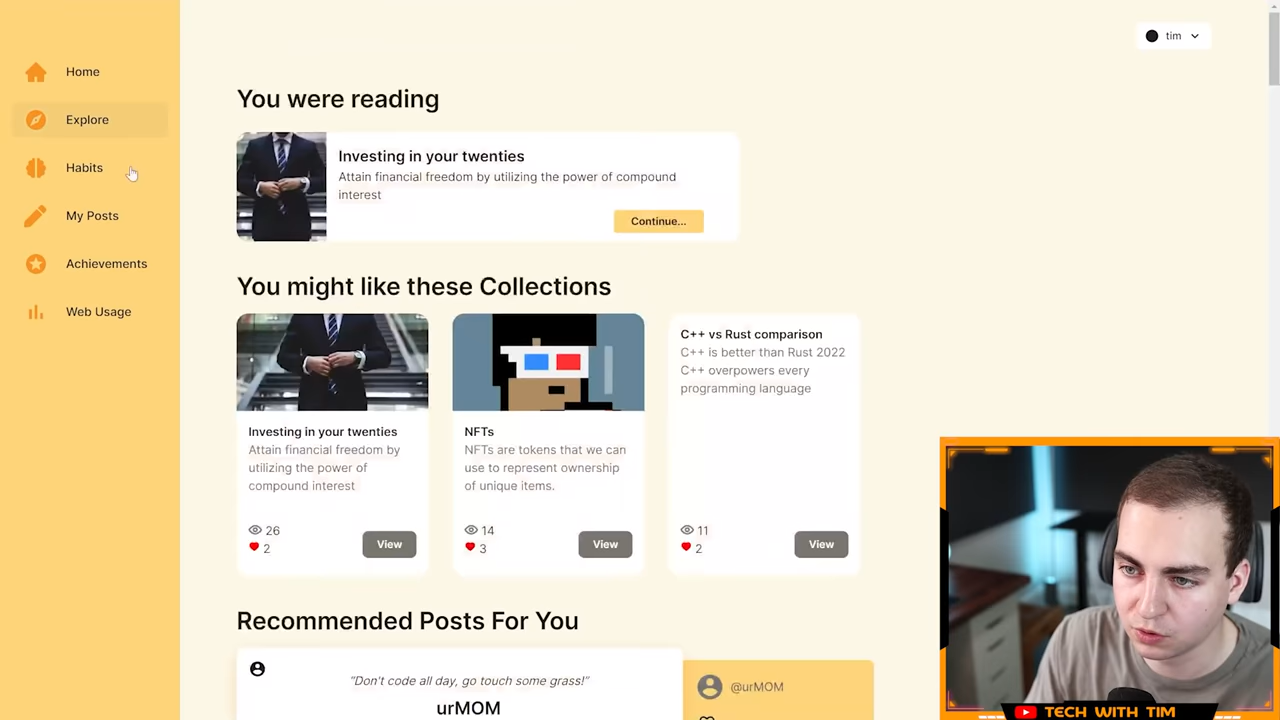 tim
Home
Explore
Habits
My Posts
Achievements
Web Usage
You were reading
Investing in your twenties
Attain financial freedom by utilizing the power of compound
interest
Continue...
You might like these Collections
Investing in your twenties
Attain financial freedom by
utilizing the power of
compound interest
26
2
View
NFTs
NFTs are tokens that we can
use to represent ownership
of unique items.
14
3
View
C++ vs Rust comparison
C++ is better than Rust 2022
C++ overpowers every
programming language
11
2
View
Recommended Posts For You
"Don't code all day, go touch some grass!"
urMOM
@urMOM
TECH WITH TIM